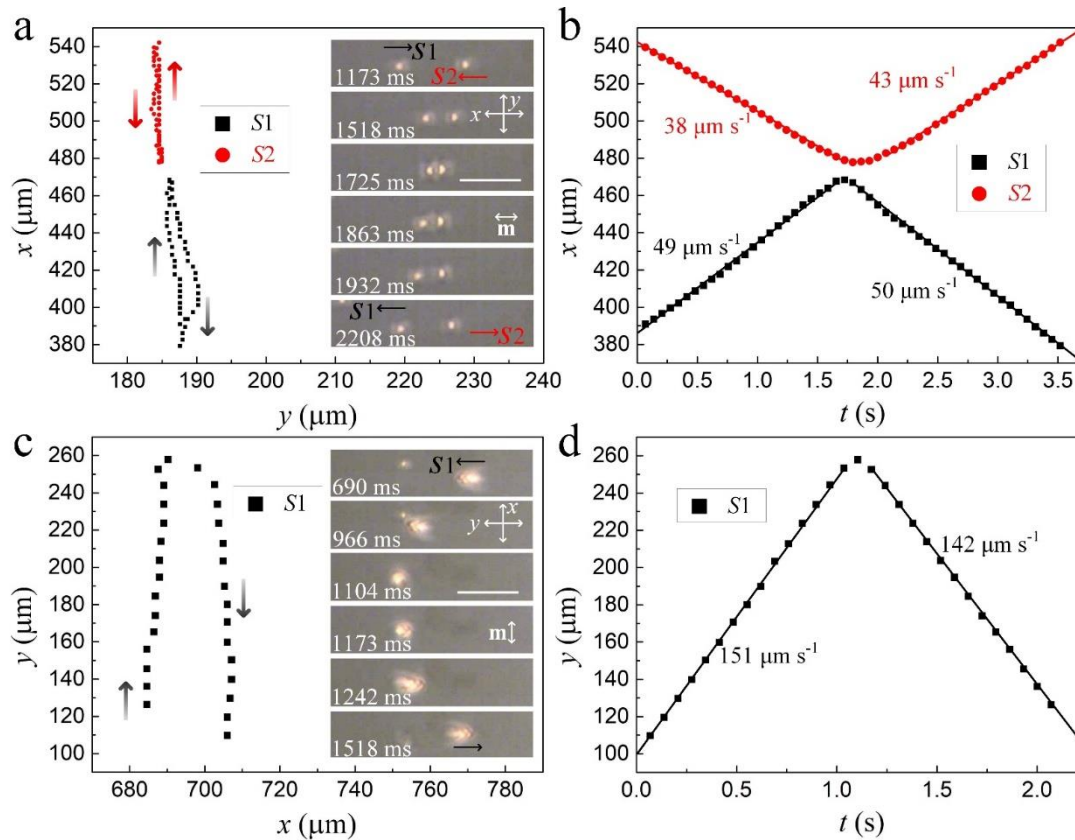 a
540
520
500
480
460
440
420
400
380
x (μm)
180 190 200 210 220 230 240
y (μm)
S1
S2
S1
S2
1173 ms
1518 ms
x y
1725 ms
1863 ms
m
1932 ms
S1
2208 ms
S2
b
540
520
500
480
460
440
420
400
380
x (μm)
0.0 0.5 1.0 1.5 2.0 2.5 3.0 3.5
t (s)
43 μm s-1
38 μm s-1
S1
S2
49 μm s-1
50 μm s-1
c
260
240
220
200
180
160
140
120
100
y (μm)
680 700 720 740 760 780
x (μm)
S1
S1
690 ms
966 ms
y x
1104 ms
1173 ms
m
1242 ms
1518 ms
d
260
240
220
200
180
160
140
120
100
y (μm)
0.0 0.5 1.0 1.5 2.0
t (s)
S1
142 μm s-1
151 μm s-1